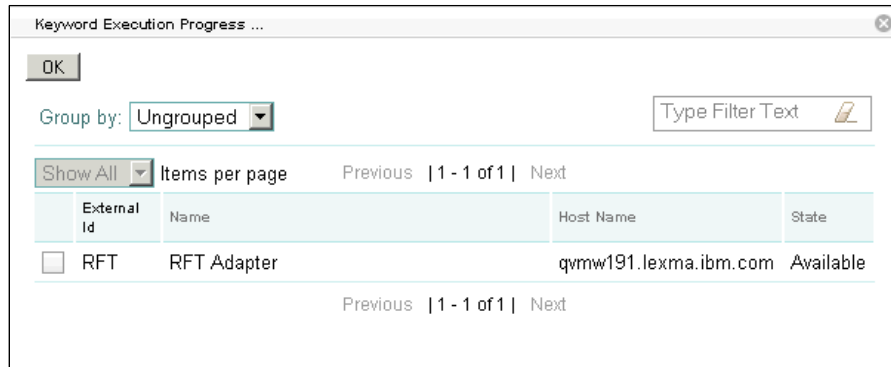 Keyword Execution Progress ...
OK
Group by: Ungrouped Type Filter Text
Show All Items per page Previous | 1 - 1 of 1 | Next
External Id Name Host Name State
RFT RFT Adapter qvmw191.lexma.ibm.com Available
Previous | 1 - 1 of 1 | Next